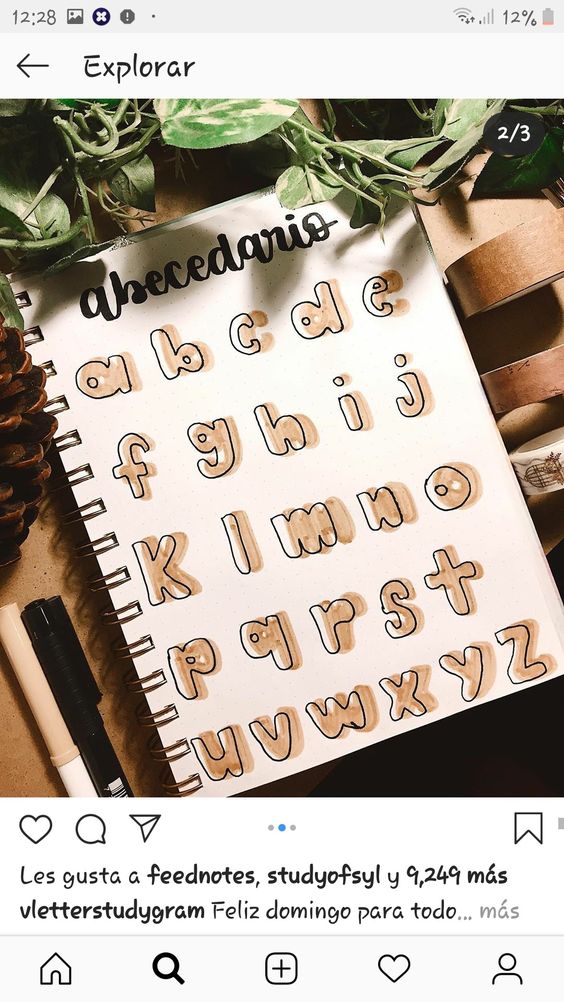 12:28 12%
Explorar
2/3
abecedario
a b c d e
f g h i j
k l m n o
p q r s t
u v w x y z
Les gusta a feednotes, studyofsyl y 9,249 más
vletterstudygram Feliz domingo para todo... más